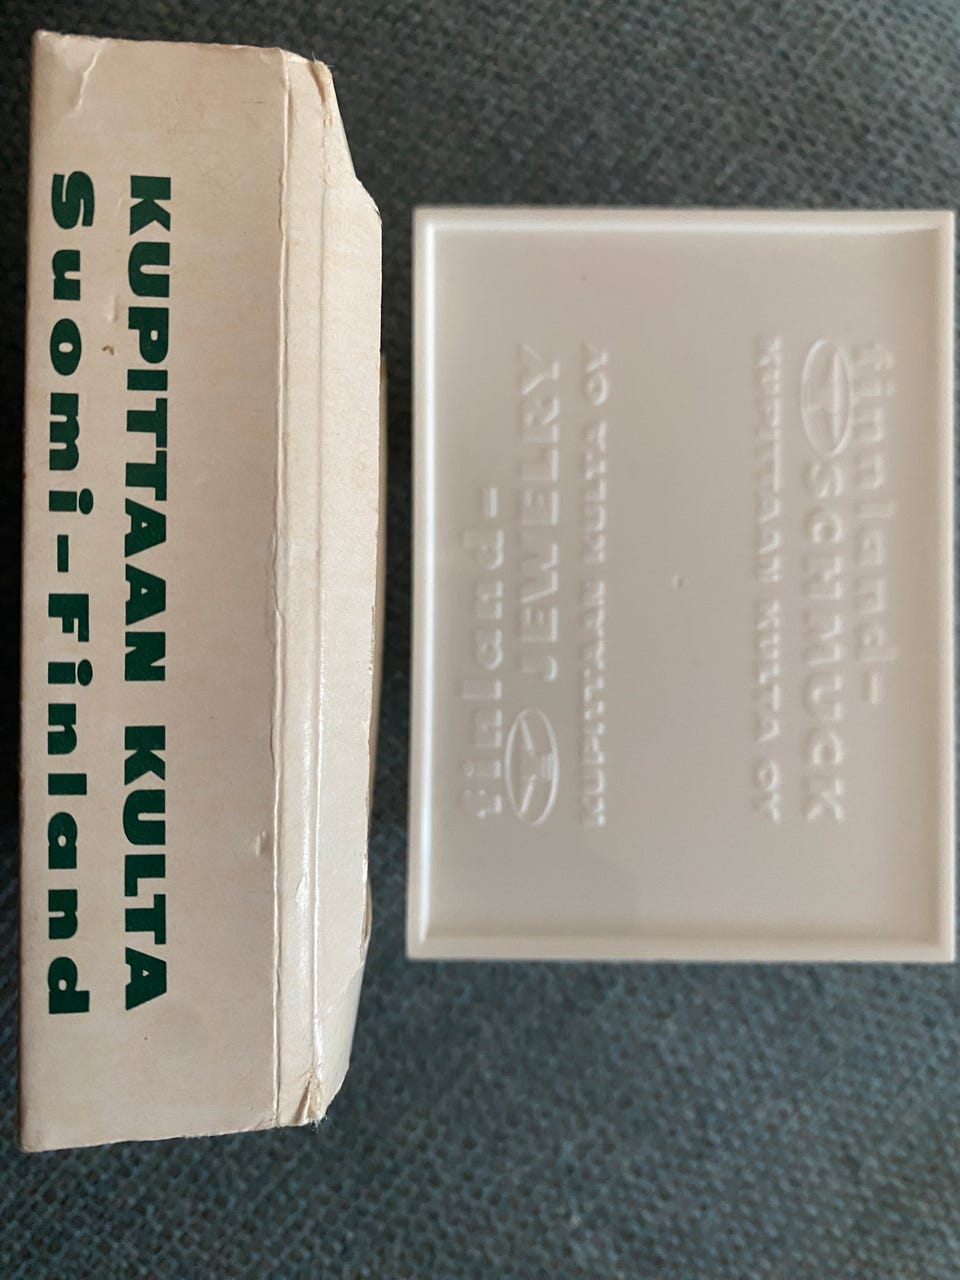 KUPITTAAN KULTA
Suomi-Finland
finland-
JEWELRY
KUPITTAAN KULTA OY
finland-
SCHMUCK
KUPITTAAN KULTA OY